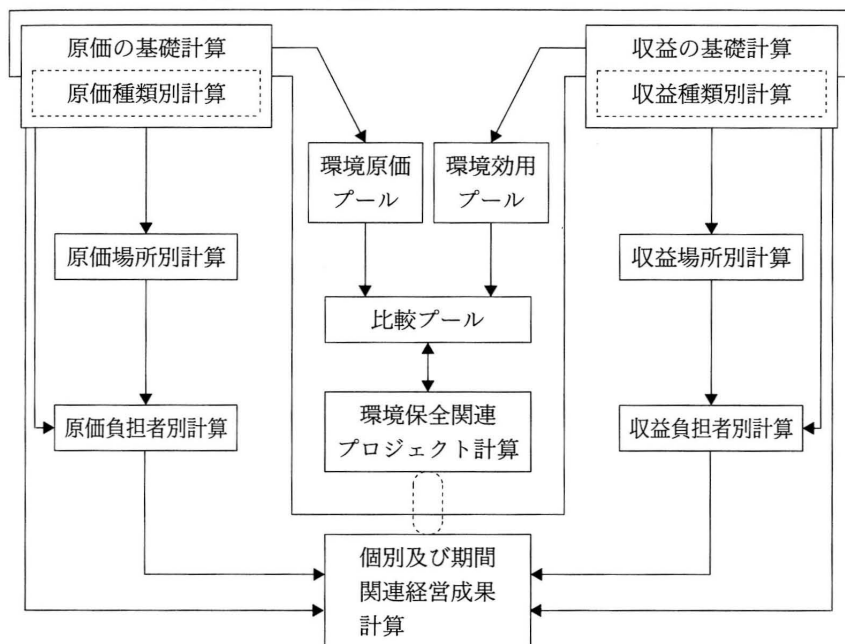 原価の基礎計算
原価種類別計算
収益の基礎計算
収益種類別計算
環境原価
プール
環境効用
プール
原価場所別計算
収益場所別計算
比較プール
原価負担者別計算
環境保全関連
プロジェクト計算
収益負担者別計算
個別及び期間
関連経営成果
計算